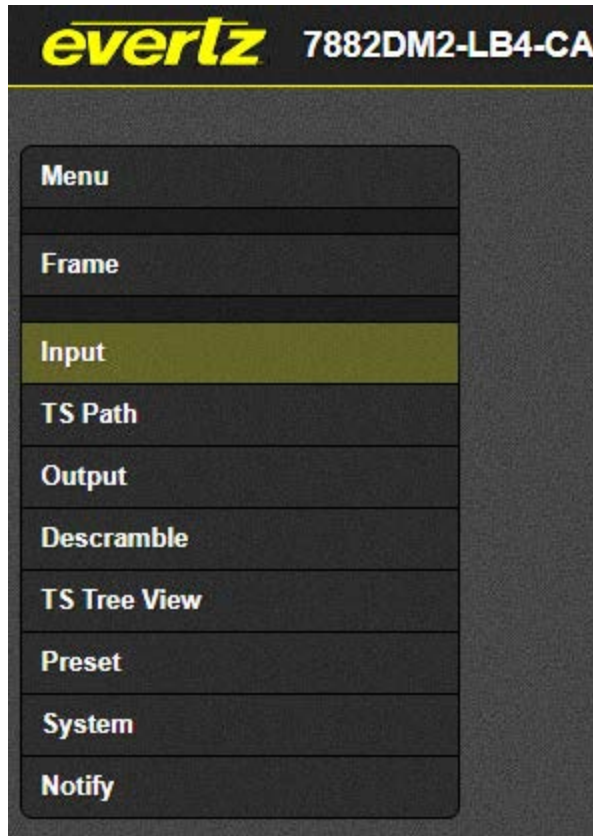 evertz 7882DM2-LB4-CA
Menu
Frame
Input
TS Path
Output
Descramble
TS Tree View
Preset
System
Notify